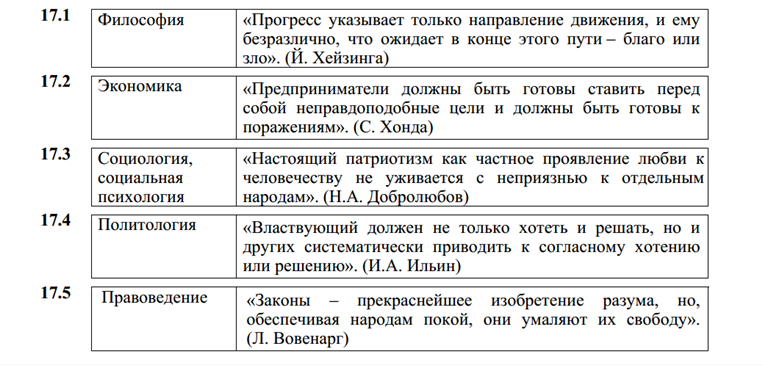 17.1 Философия «Прогресс указывает только направление движения, и ему
безразлично, что ожидает в конце этого пути – благо или
зло». (Й. Хейзинга)
17.2 Экономика «Предприниматели должны быть готовы ставить перед
собой неправдоподобные цели и должны быть готовы к
поражениям». (С. Хонда)
17.3 Социология, «Настоящий патриотизм как частное проявление любви к
социальная человечеству не уживается с неприязнью к отдельным
психология народам». (Н.А. Добролюбов)
17.4 Политология «Властвующий должен не только хотеть и решать, но и
других систематически приводить к согласному хотению
или решению». (И.А. Ильин)
17.5 Правоведение «Законы – прекраснейшее изобретение разума, но,
обеспечивая народам покой, они умаляют их свободу».
(Л. Вовенарг)